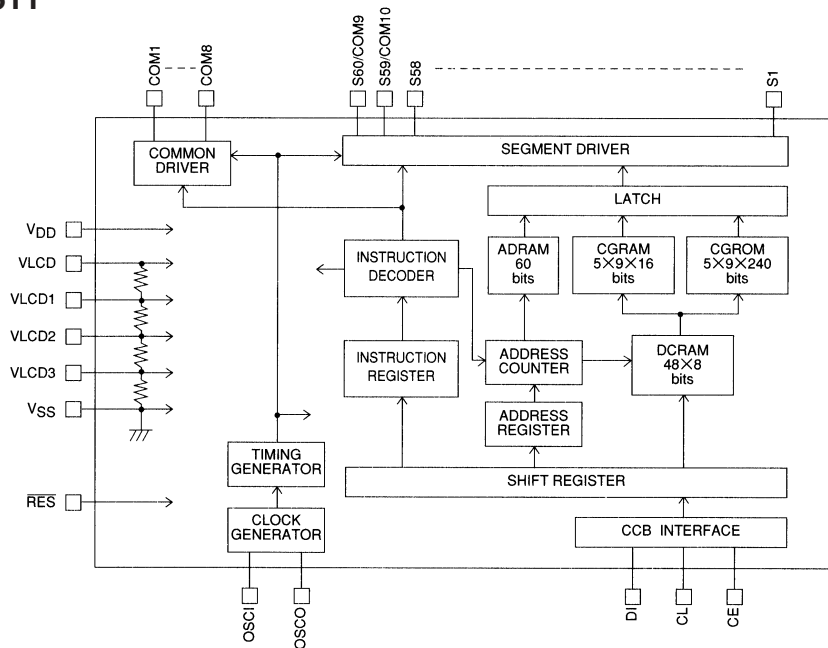 COM1
COM8
S60/COM9
S59/COM10
S58
S1
COMMON
DRIVER
SEGMENT DRIVER
LATCH
VDD
VLCD
VLCD1
VLCD2
VLCD3
VSS
RES
INSTRUCTION
DECODER
ADRAM
60
bits
CGRAM
5×9×16
bits
CGROM
5×9×240
bits
INSTRUCTION
REGISTER
ADDRESS
COUNTER
DCRAM
48×8
bits
ADDRESS
REGISTER
TIMING
GENERATOR
SHIFT REGISTER
CLOCK
GENERATOR
CCB INTERFACE
OSCI
OSCO
DI
CL
CE